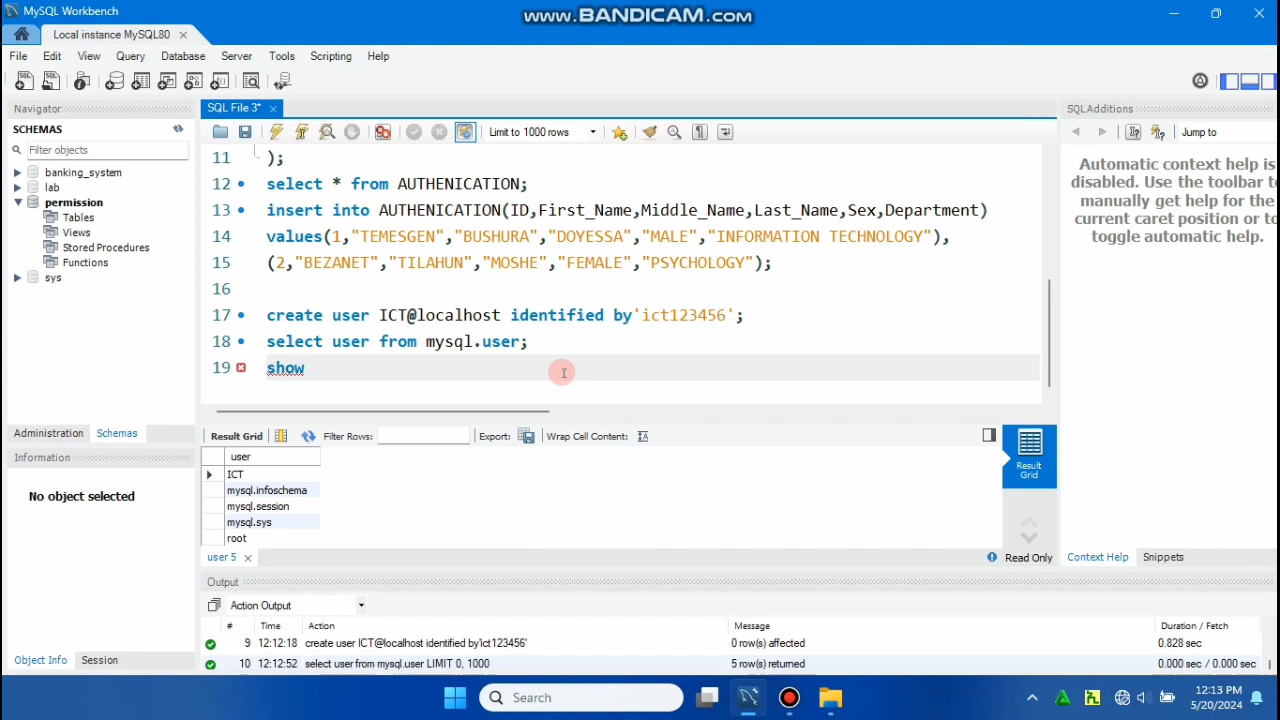 MySQL Workbench
www.BANDICAM.com
Local instance MySQL80
File Edit View Query Database Server Tools Scripting Help
Navigator
SQL File 3*
SQLAdditions
SCHEMAS
Limit to 1000 rows
Jump to
Filter objects
banking_system
lab
permission
Tables
Views
Stored Procedures
Functions
sys
11 );
12 select * from AUTHENICATION;
13 insert into AUTHENICATION(ID,First_Name,Middle_Name,Last_Name,Sex,Department)
14 values(1,"TEMESGEN","BUSHURA","DOYESSA","MALE","INFORMATION TECHNOLOGY"),
15 (2,"BEZANET","TILAHUN","MOSHE","FEMALE","PSYCHOLOGY");
16
17 create user ICT@localhost identified by'ict123456';
18 select user from mysql.user;
19 show
Automatic context help is
disabled. Use the toolbar to
manually get help for the
current caret position or to
toggle automatic help.
Administration Schemas
Information
No object selected
Result Grid Filter Rows: Export: Wrap Cell Content:
user
ICT
mysql.infoschema
mysql.session
mysql.sys
root
Result
Grid
user 5
Read Only
Context Help Snippets
Output
Action Output
# Time Action Message Duration / Fetch
9 12:12:18 create user ICT@localhost identified by'ict123456' 0 row(s) affected 0.828 sec
10 12:12:52 select user from mysql.user LIMIT 0, 1000 5 row(s) returned 0.000 sec / 0.000 sec
Object Info Session
Search
12:13 PM
5/20/2024